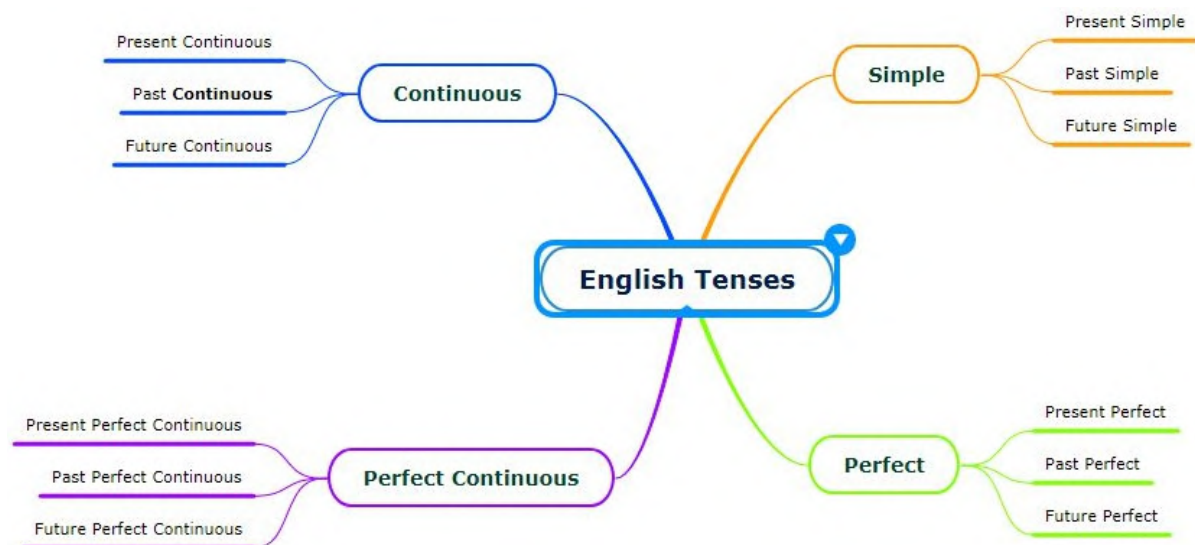 English Tenses
Simple
Present Simple
Past Simple
Future Simple
Perfect
Present Perfect
Past Perfect
Future Perfect
Continuous
Present Continuous
Past Continuous
Future Continuous
Perfect Continuous
Present Perfect Continuous
Past Perfect Continuous
Future Perfect Continuous